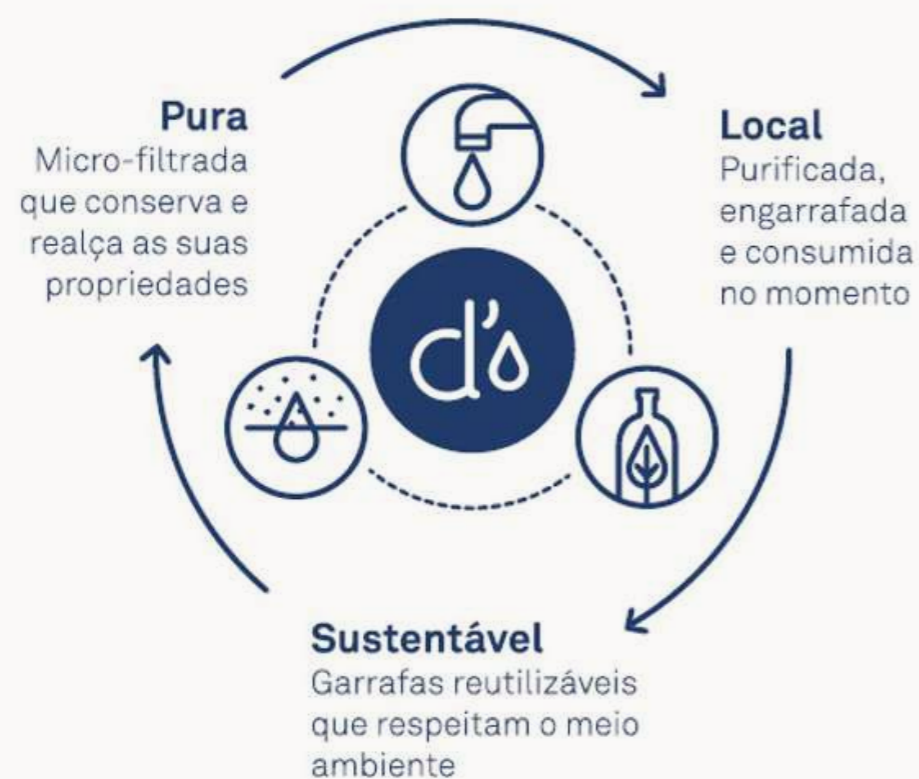 Pura
Micro-filtrada
que conserva e
realça as suas
propriedades
Local
Purificada,
engarrafada
e consumida
no momento
d'
Sustentável
Garrafas reutilizáveis
que respeitam o meio
ambiente